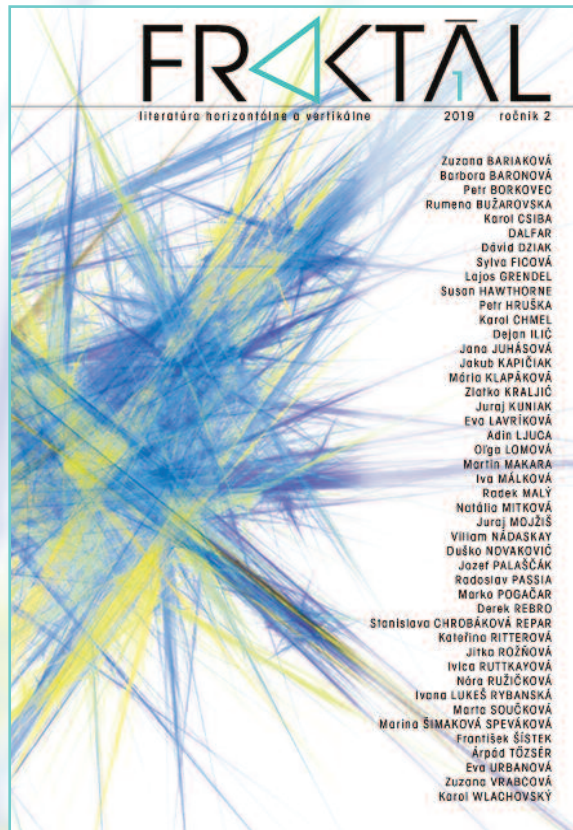 FRAKTÁL
1
literatúra horizontálne a vertikálne 2019 ročník 2
Zuzana BARIAKOVÁ
Barbora BARONOVÁ
Petr BORKOVEC
Rumena BUŽAROVSKA
Karol CSIBA
DALFAR
Dávid DZIAK
Sylva FICOVÁ
Lajos GRENDEL
Susan HAWTHORNE
Petr HRUŠKA
Karol CHMEL
Dejan ILIĆ
Jana JUHÁSOVÁ
Jakub KAPIČIAK
Mária KLAPÁKOVÁ
Zlatko KRALJIĆ
Juraj KUNIAK
Eva LAVRÍKOVÁ
Adin LJUCA
Oľga LOMOVÁ
Martin MAKARA
Iva MÁLKOVÁ
Radek MALÝ
Natália MITKOVÁ
Juraj MOJŽIŠ
Viliam NÁDASKAY
Duško NOVAKOVIĆ
Jozef PALAŠČÁK
Radoslav PASSIA
Marko POGAČAR
Derek REBRO
Stanislava CHROBÁKOVÁ REPAR
Kateřina RITTEROVÁ
Jitka ROŽŇOVÁ
Ivica RUTTKAYOVÁ
Nóra RUŽIČKOVÁ
Ivana LUKEŠ RYBANSKÁ
Marta SOUČKOVÁ
Marina ŠIMAKOVÁ SPEVÁKOVÁ
František ŠÍSTEK
Árpád TŐZSÉR
Eva URBANOVÁ
Zuzana VRABCOVÁ
Karol WLACHOVSKÝ